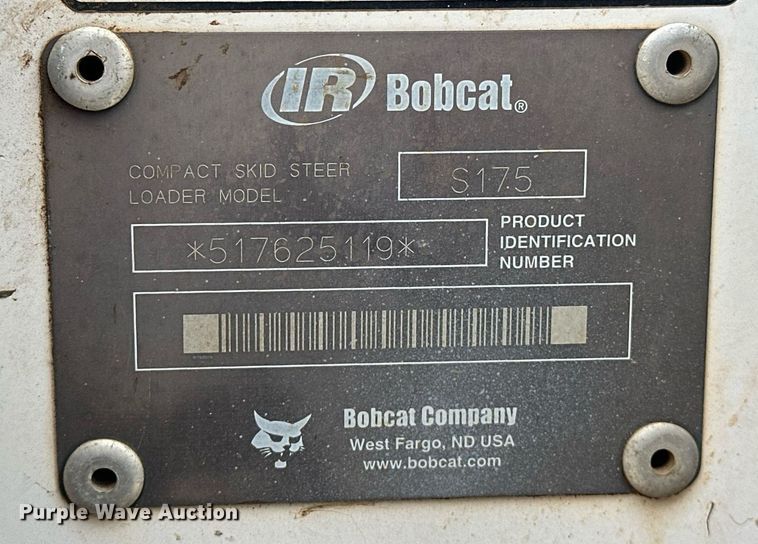 IR Bobcat®
COMPACT SKID STEER
LOADER MODEL
S175
*517625119*
PRODUCT
IDENTIFICATION
NUMBER
Bobcat Company
West Fargo, ND USA
www.bobcat.com
Purple Wave Auction